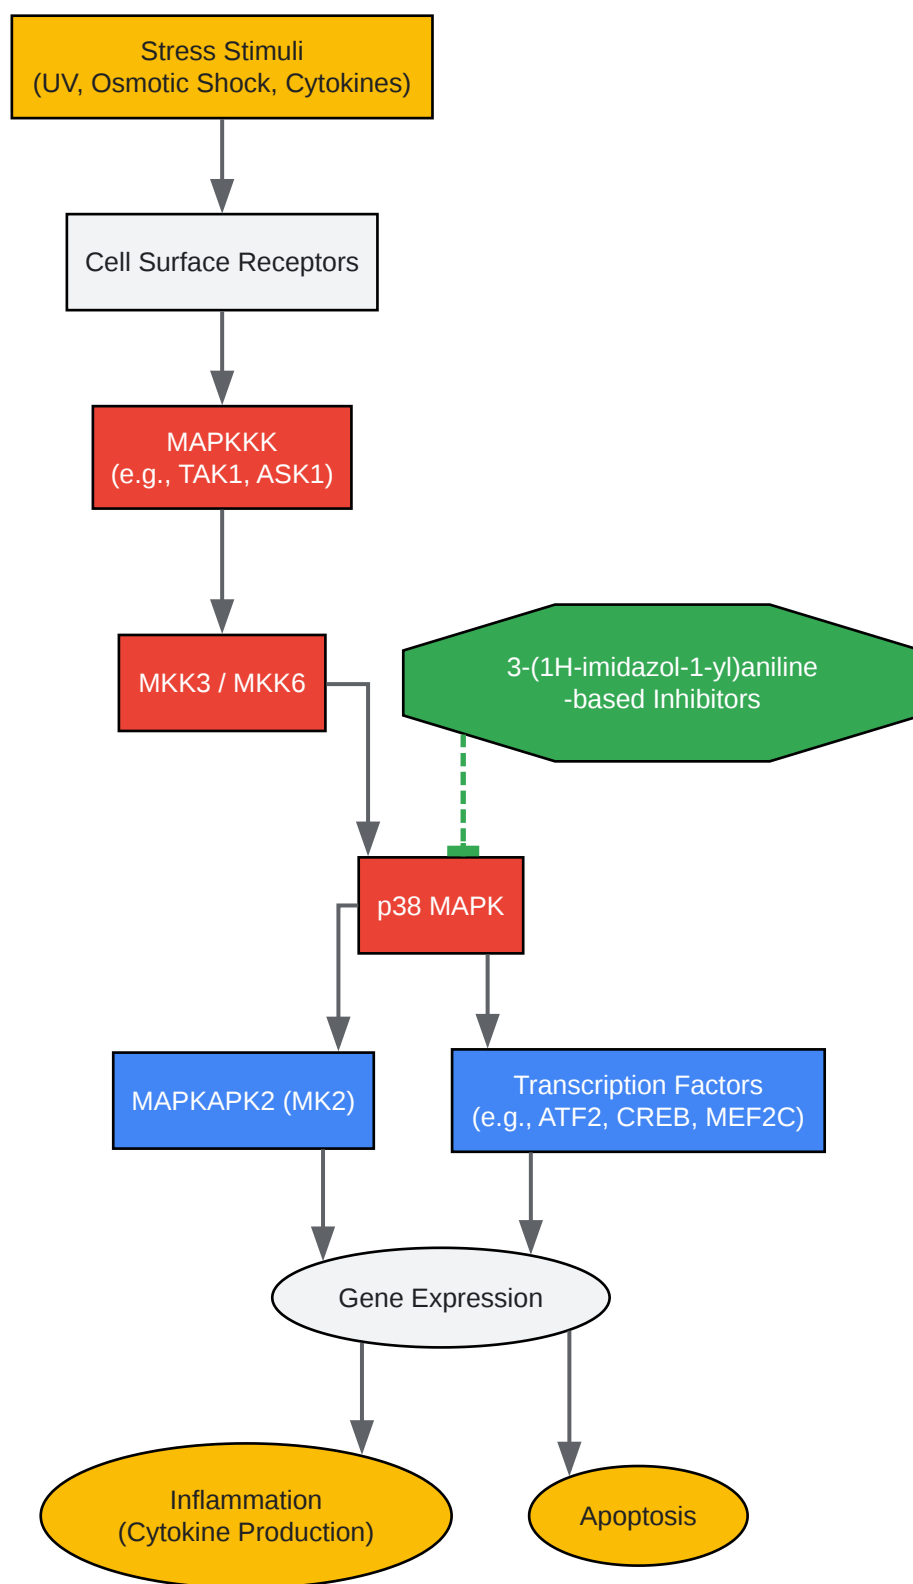 Stress Stimuli
(UV, Osmotic Shock, Cytokines)
Cell Surface Receptors
MAPKKK
(e.g., TAK1, ASK1)
MKK3 / MKK6
3-(1H-imidazol-1-yl)aniline
-based Inhibitors
p38 MAPK
MAPKAPK2 (MK2)
Transcription Factors
(e.g., ATF2, CREB, MEF2C)
Gene Expression
Inflammation
(Cytokine Production)
Apoptosis